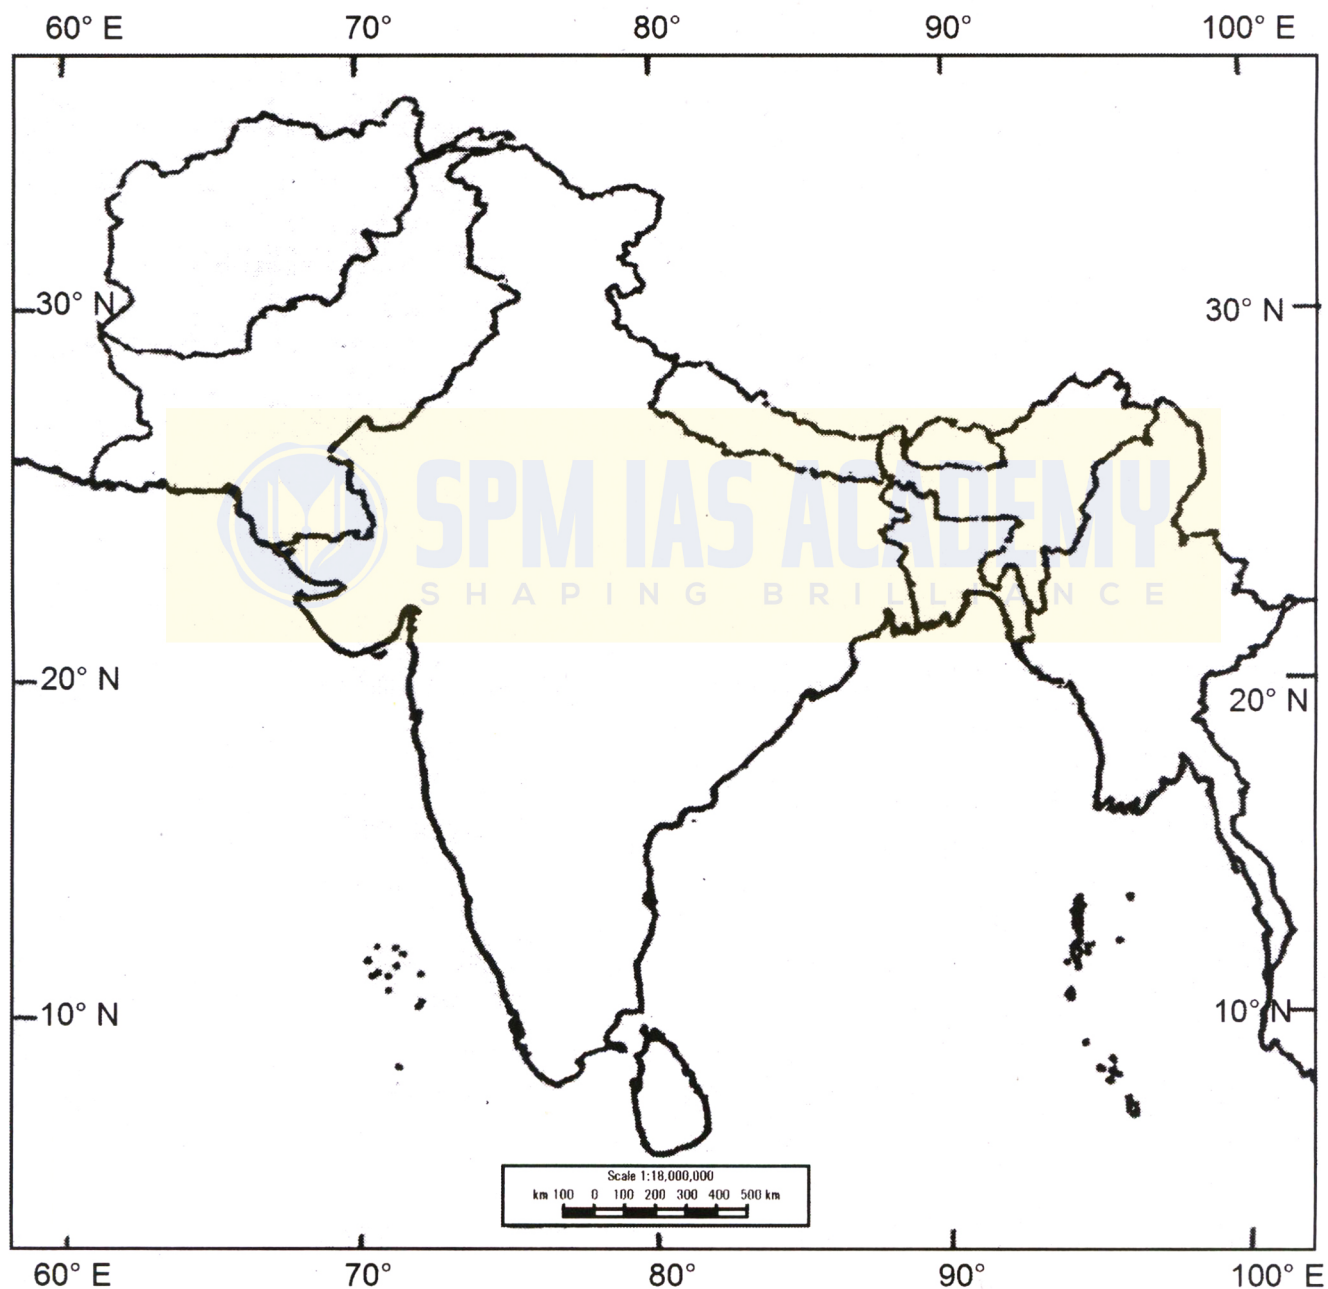 60° E 70° 80° 90° 100° E
30° N 30° N
SPM IAS ACADEMY
SHAPING BRILLIANCE
20° N 20° N
10° N 10° N
Scale 1:18,000,000
km 100 0 100 200 300 400 500 km
60° E 70° 80° 90° 100° E